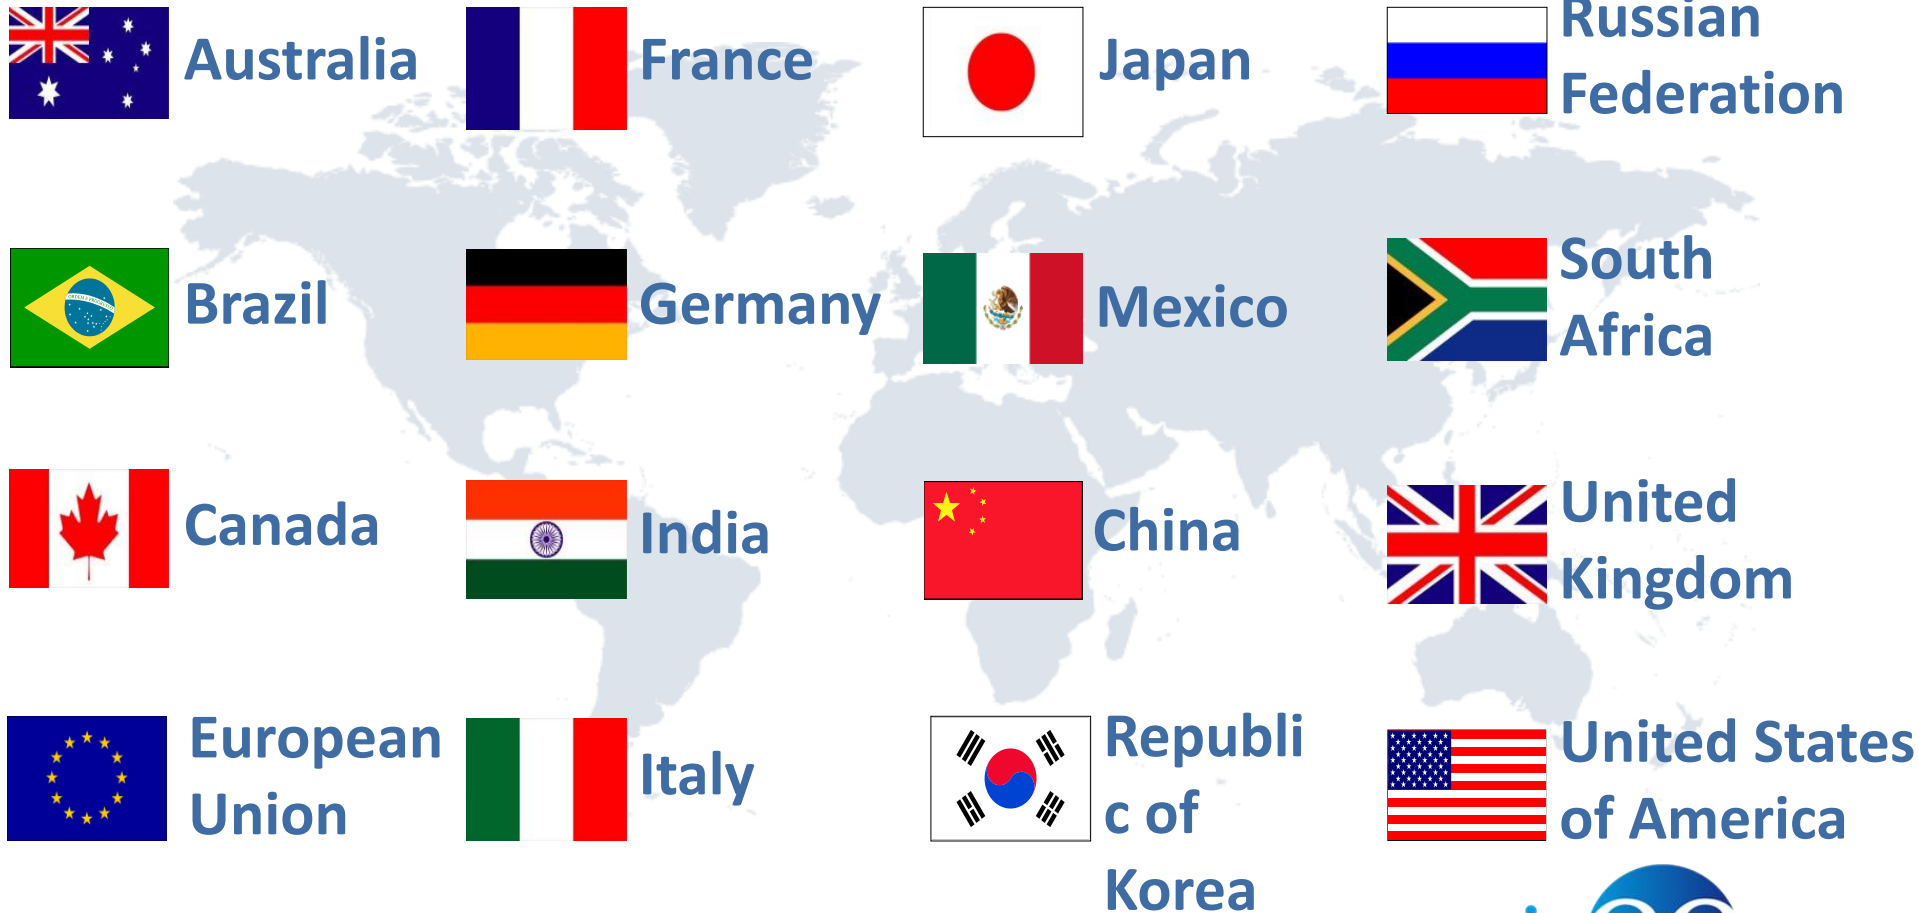 Australia
France
Japan
Russian
Federation
Brazil
Germany
Mexico
South
Africa
Canada
India
China
United
Kingdom
European
Union
Italy
Republi
c of
Korea
United States
of America